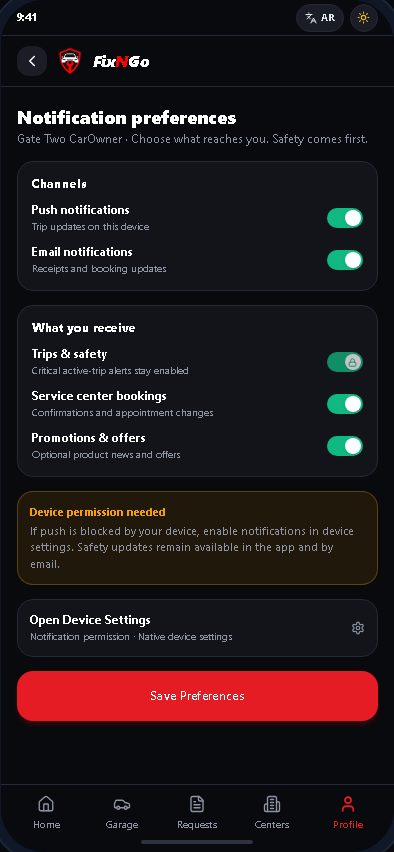 9:41
AR
FixNGo
Notification preferences
Gate Two CarOwner · Choose what reaches you. Safety comes first.
Channels
Push notifications
Trip updates on this device
Email notifications
Receipts and booking updates
What you receive
Trips & safety
Critical active-trip alerts stay enabled
Service center bookings
Confirmations and appointment changes
Promotions & offers
Optional product news and offers
Device permission needed
If push is blocked by your device, enable notifications in device
settings. Safety updates remain available in the app and by
email.
Open Device Settings
Notification permission · Native device settings
Save Preferences
Home
Garage
Requests
Centers
Profile